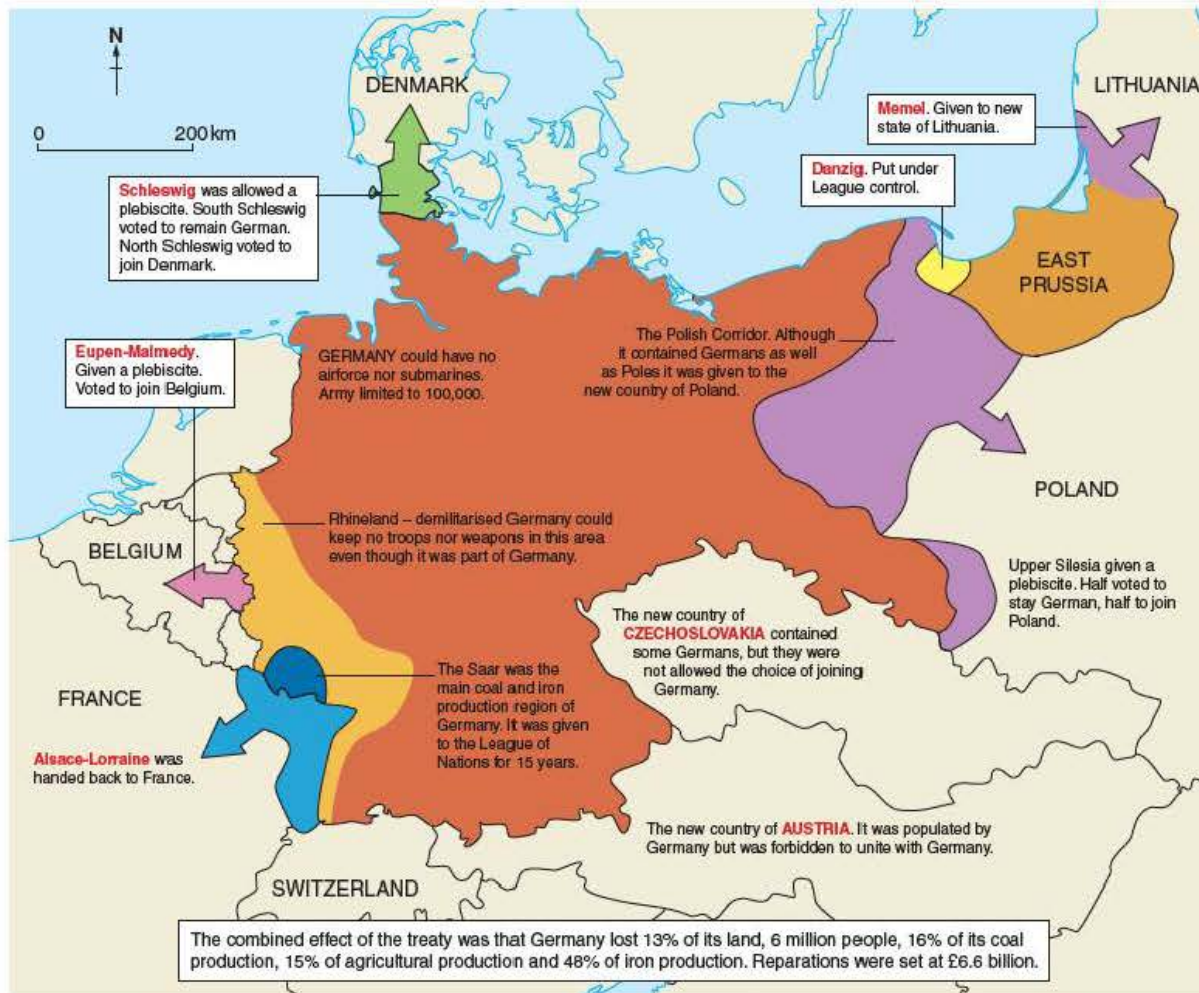 N
0
200 km
DENMARK
LITHUANIA
Memel. Given to new
state of Lithuania.
Danzig. Put under
League control.
Schleswig was allowed a
plebiscite. South Schleswig
voted to remain German.
North Schleswig voted to
join Denmark.
EAST
PRUSSIA
Eupen-Malmedy.
Given a plebiscite.
Voted to join Belgium.
GERMANY could have no
airforce nor submarines.
Army limited to 100,000.
The Polish Corridor. Although
it contained Germans as well
as Poles it was given to the
new country of Poland.
POLAND
BELGIUM
Rhineland – demilitarised Germany could
keep no troops nor weapons in this area
even though it was part of Germany.
Upper Silesia given a
plebiscite. Half voted to
stay German, half to join
Poland.
The new country of
CZECHOSLOVAKIA contained
some Germans, but they were
not allowed the choice of joining
Germany.
FRANCE
The Saar was the
main coal and iron
production region of
Germany. It was given
to the League of
Nations for 15 years.
Alsace-Lorraine was
handed back to France.
The new country of AUSTRIA. It was populated by
Germany but was forbidden to unite with Germany.
SWITZERLAND
The combined effect of the treaty was that Germany lost 13% of its land, 6 million people, 16% of its coal
production, 15% of agricultural production and 48% of iron production. Reparations were set at £6.6 billion.